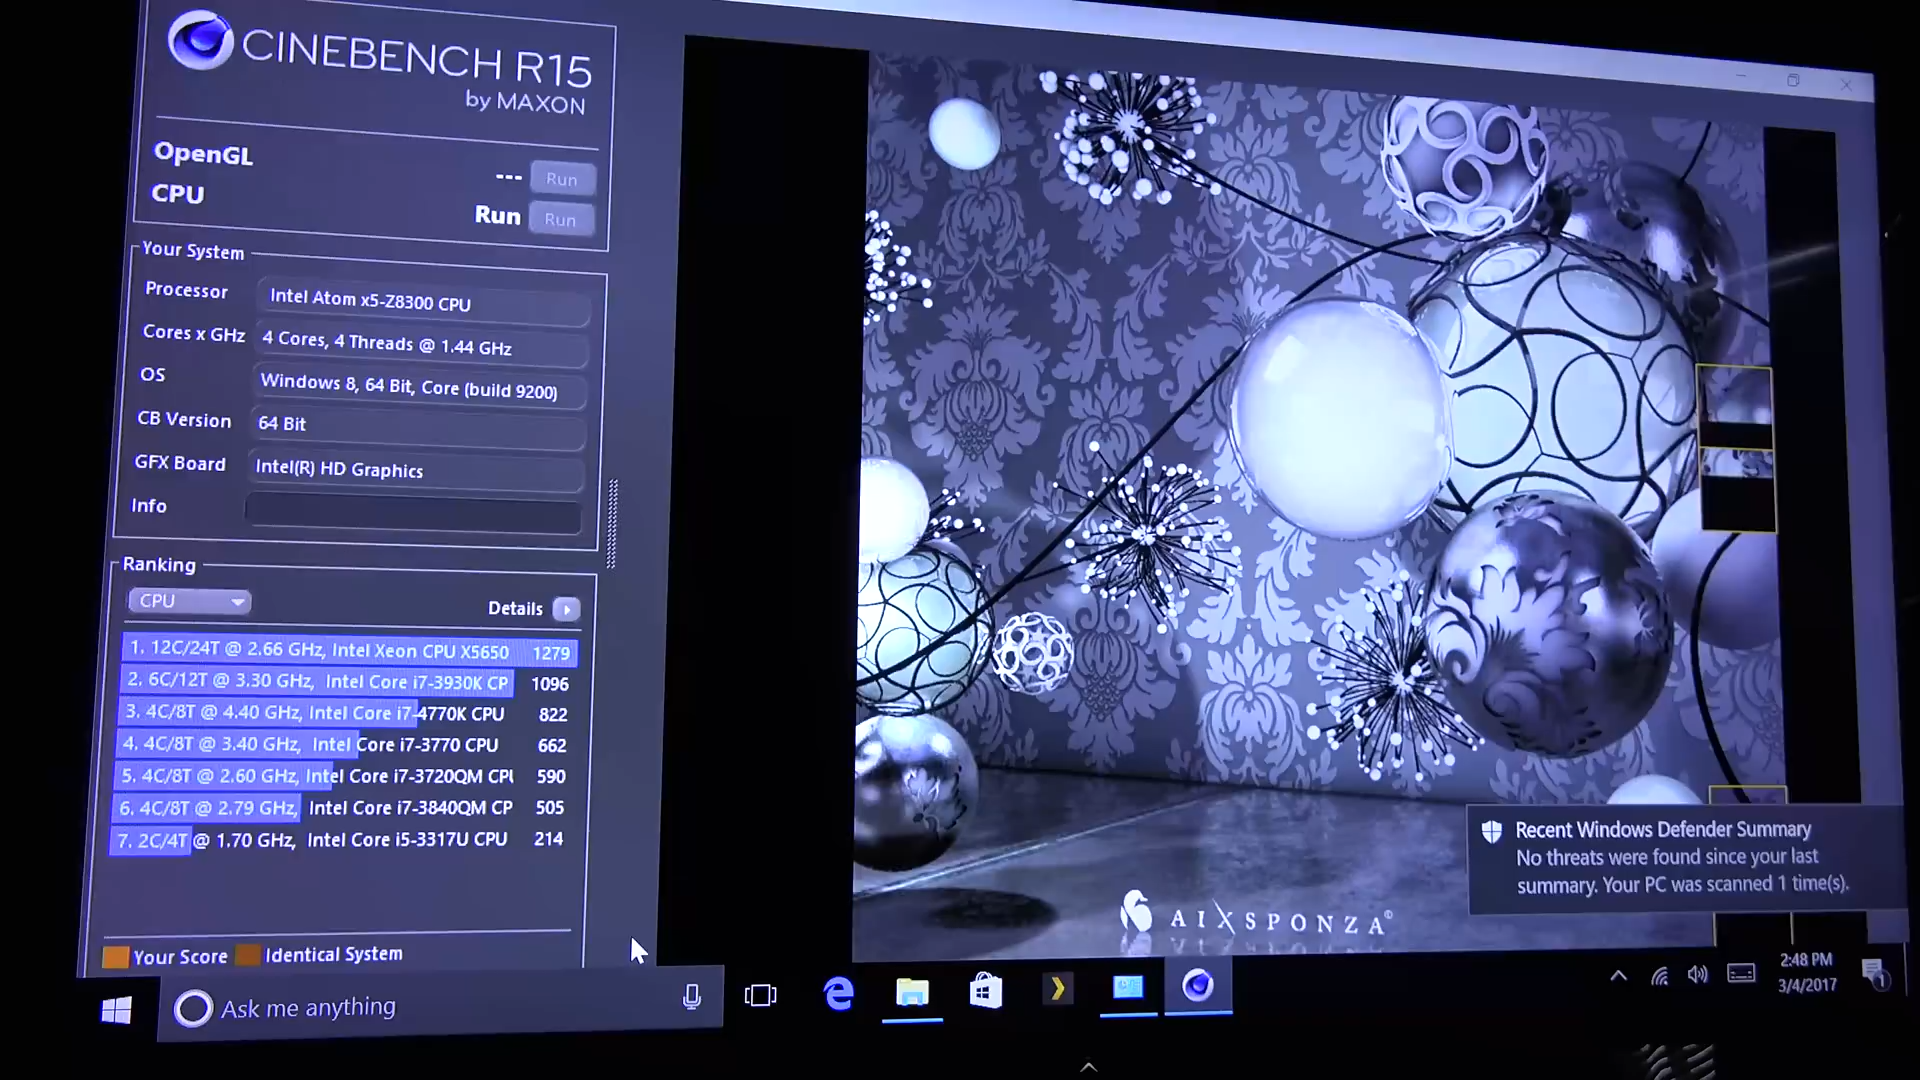 CINEBENCH R15
by MAXON
OpenGL
--- Run
CPU
Run Run
Your System
Processor Intel Atom x5-Z8300 CPU
Cores x GHz 4 Cores, 4 Threads @ 1.44 GHz
OS Windows 8, 64 Bit, Core (build 9200)
CB Version 64 Bit
GFX Board Intel(R) HD Graphics
Info
Ranking
CPU Details
1. 12C/24T @ 2.66 GHz, Intel Xeon CPU X5650 1279
2. 6C/12T @ 3.30 GHz, Intel Core i7-3930K CP 1096
3. 4C/8T @ 4.40 GHz, Intel Core i7-4770K CPU 822
4. 4C/8T @ 3.40 GHz, Intel Core i7-3770 CPU 662
5. 4C/8T @ 2.60 GHz, Intel Core i7-3720QM CPU 590
6. 4C/8T @ 2.79 GHz, Intel Core i7-3840QM CP 505
7. 2C/4T @ 1.70 GHz, Intel Core i5-3317U CPU 214
Your Score Identical System
AIXSPONZA®
Recent Windows Defender Summary
No threats were found since your last
summary. Your PC was scanned 1 time(s).
Ask me anything
2:48 PM
3/4/2017
1